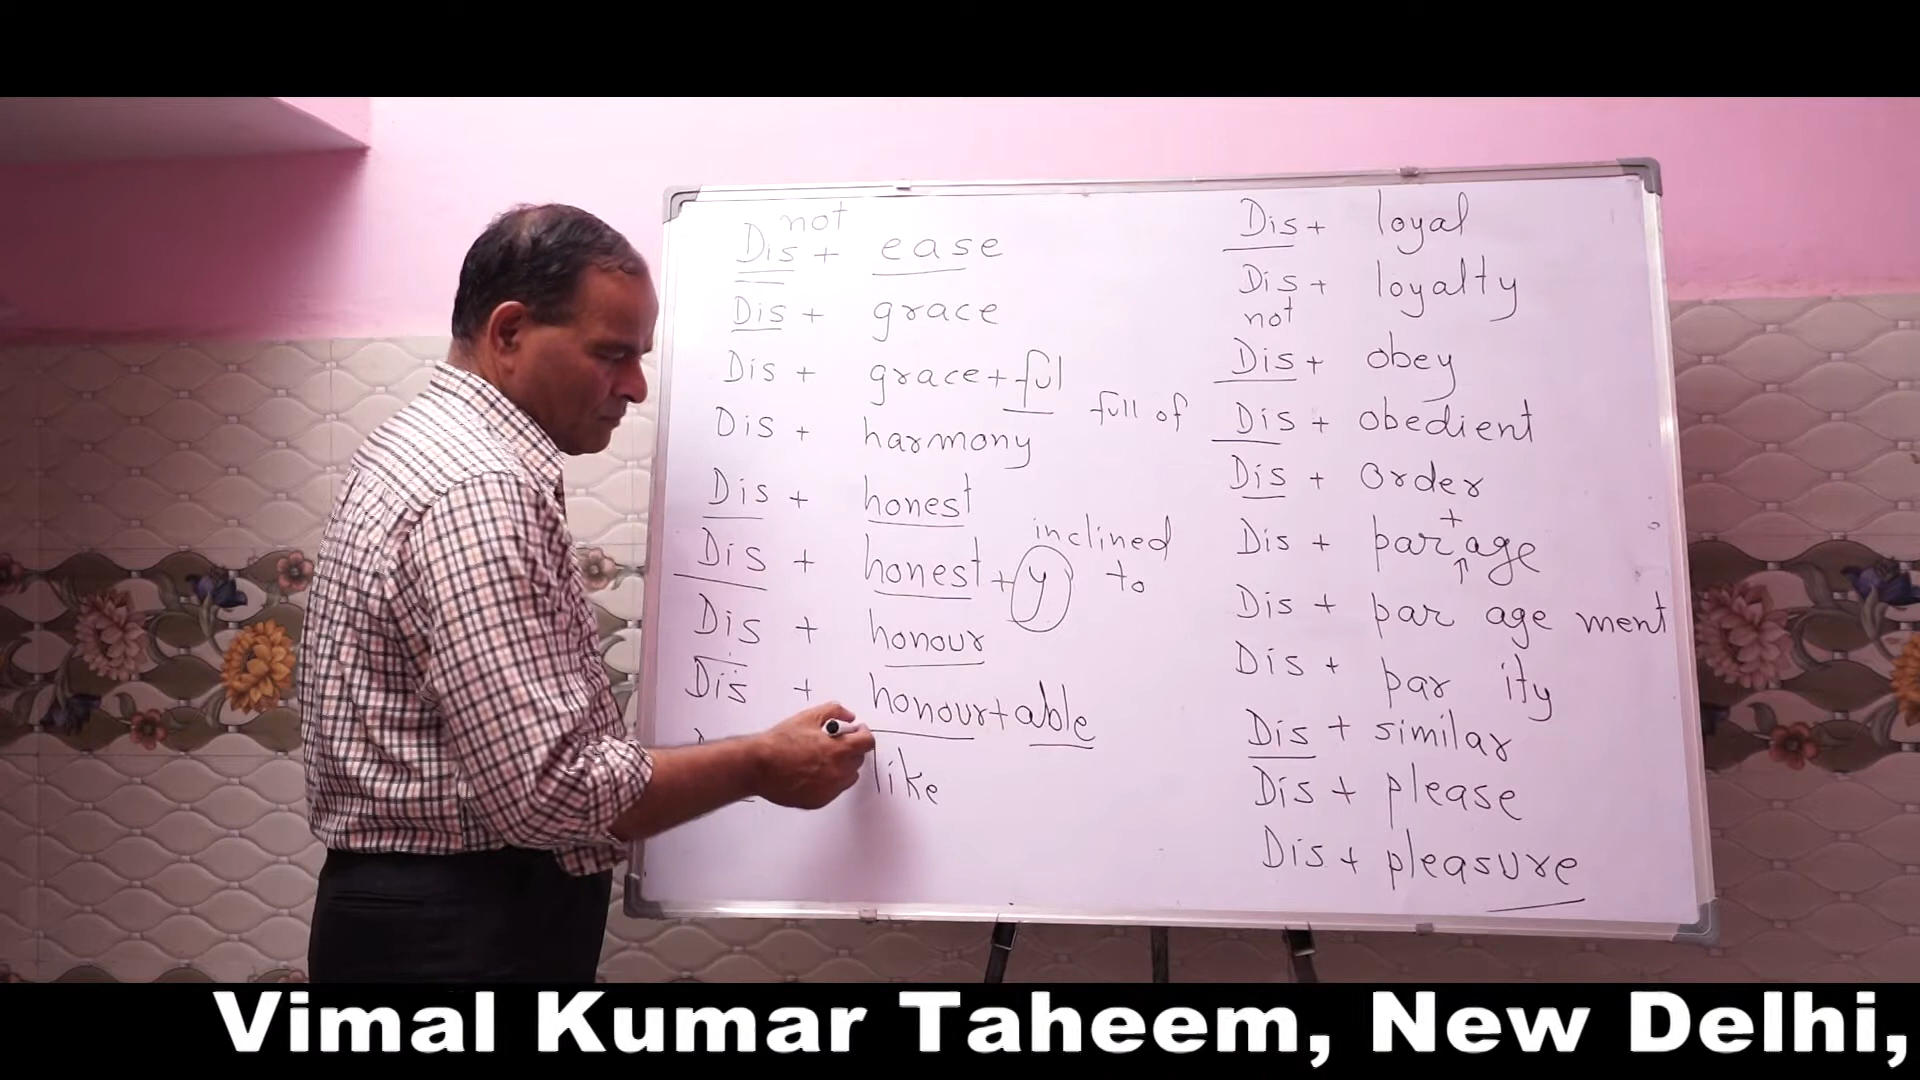 not
Dis + ease
Dis + grace
Dis + grace + ful
full of
Dis + harmony
Dis + honest
inclined
Dis + honest + y to
Dis + honour
Dis + honour + able
like
Dis + loyal
Dis + loyalty
not
Dis + obey
Dis + obedient
Dis + order
+
Dis + par age
Dis + par age ment
Dis + par ity
Dis + similar
Dis + please
Dis + pleasure
Vimal Kumar Taheem, New Delhi,